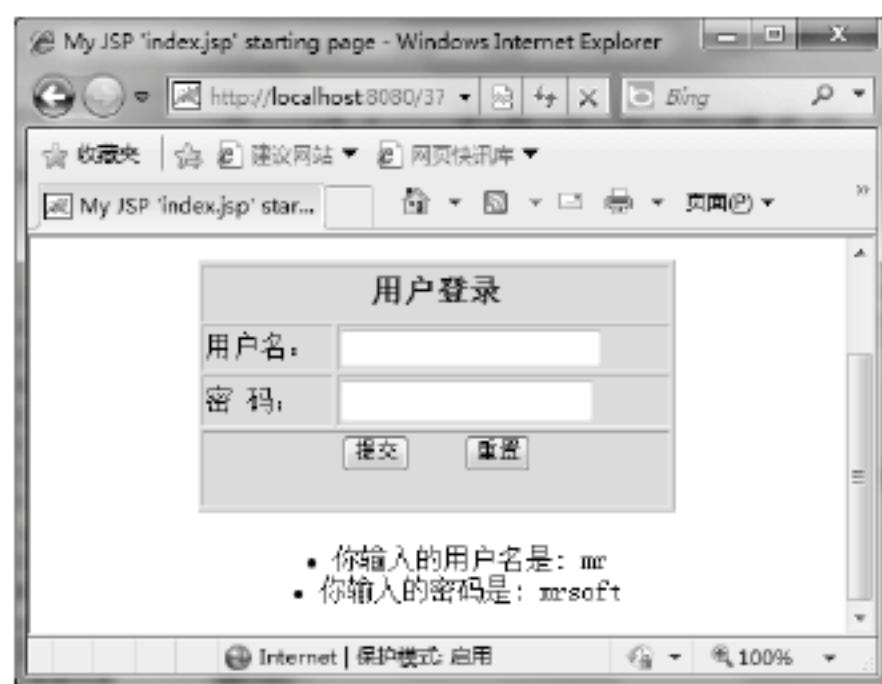 My JSP 'index.jsp' starting page - Windows Internet Explorer
http://localhost:8080/37 Bing
收藏夹 建议网站 网页快讯库
My JSP 'index.jsp' star... 页面(P)
用户登录
用户名：
密 码：
提交 重置
你输入的用户名是：mr
你输入的密码是：mrsoft
Internet | 保护模式: 启用 100%